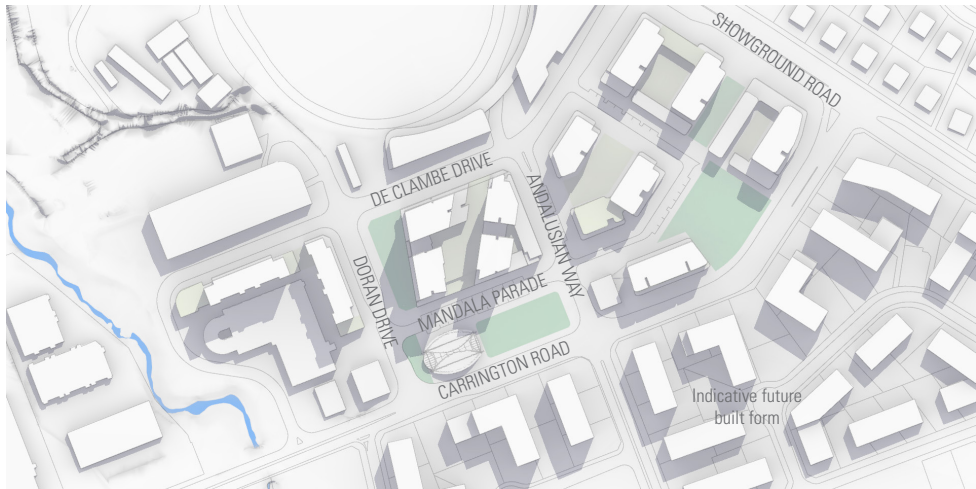 SHOWGROUND ROAD
DE CLAMBE DRIVE
ANDALUSIAN WAY
DORAN DRIVE
MANDALA PARADE
CARRINGTON ROAD
Indicative future
built form